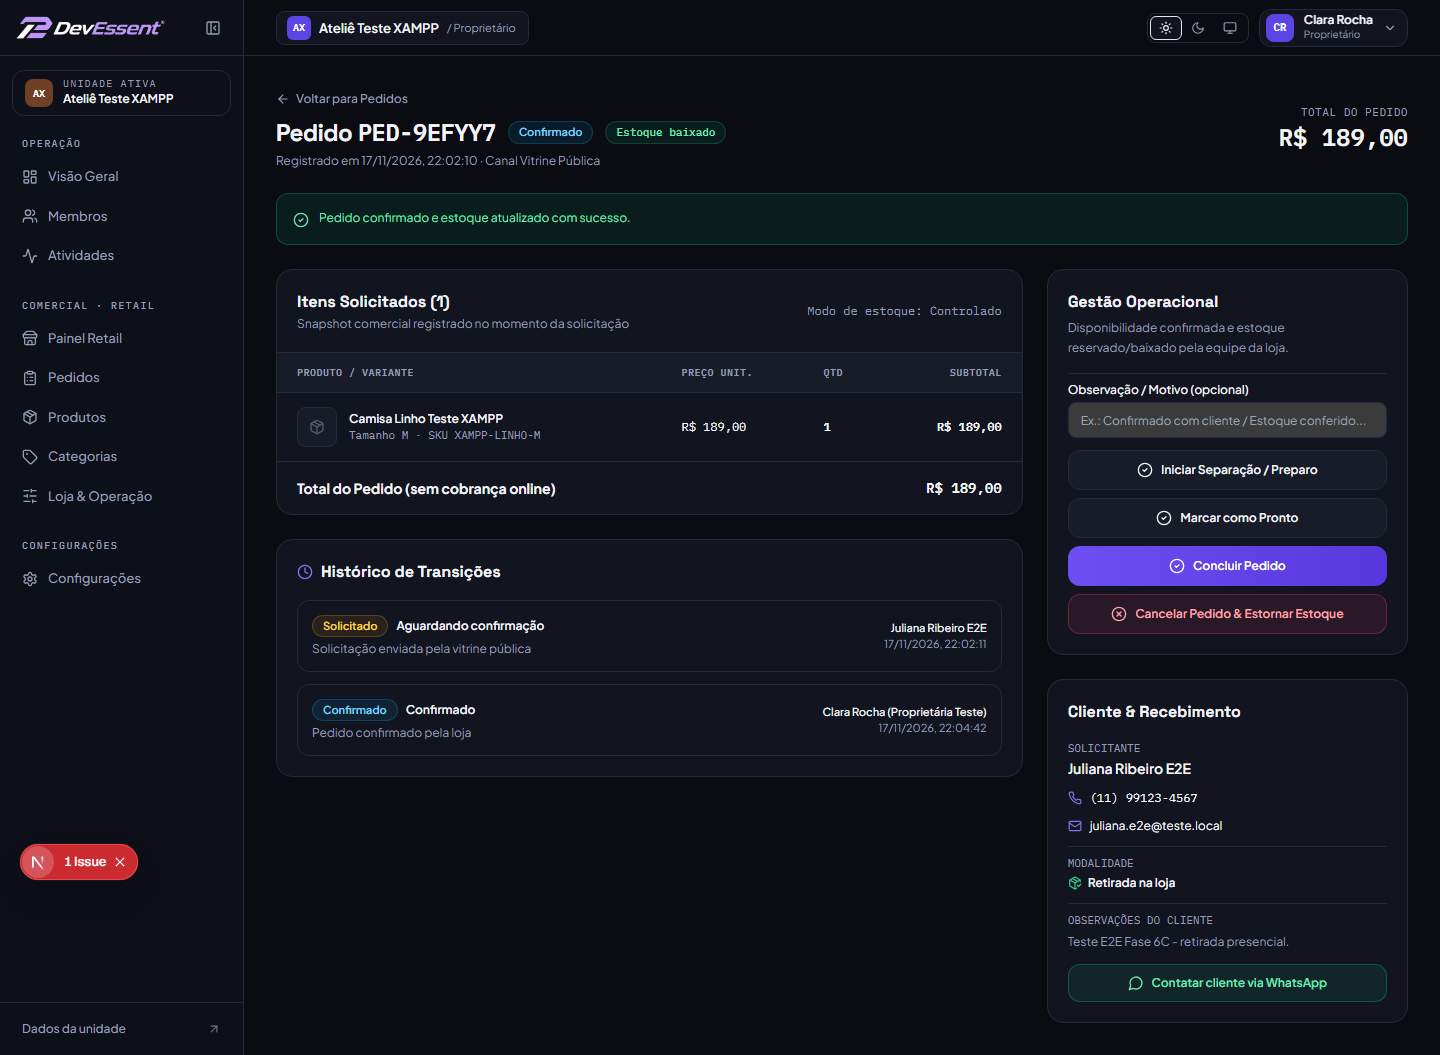 DevEssent
AX
UNIDADE ATIVA
Ateliê Teste XAMPP
OPERAÇÃO
Visão Geral
Membros
Atividades
COMERCIAL · RETAIL
Painel Retail
Pedidos
Produtos
Categorias
Loja & Operação
CONFIGURAÇÕES
Configurações
N 1 Issue
Dados da unidade
AX Ateliê Teste XAMPP / Proprietário
CR Clara Rocha
Proprietário
Voltar para Pedidos
Pedido PED-9EFYY7 Confirmado Estoque baixado
Registrado em 17/11/2026, 22:02:10 · Canal Vitrine Pública
TOTAL DO PEDIDO
R$ 189,00
Pedido confirmado e estoque atualizado com sucesso.
Itens Solicitados (1)
Snapshot comercial registrado no momento da solicitação
Modo de estoque: Controlado
PRODUTO / VARIANTE PREÇO UNIT. QTD SUBTOTAL
Camisa Linho Teste XAMPP
Tamanho M · SKU XAMPP-LINHO-M
R$ 189,00 1 R$ 189,00
Total do Pedido (sem cobrança online) R$ 189,00
Histórico de Transições
Solicitado Aguardando confirmação
Solicitação enviada pela vitrine pública
Juliana Ribeiro E2E
17/11/2026, 22:02:11
Confirmado Confirmado
Pedido confirmado pela loja
Clara Rocha (Proprietária Teste)
17/11/2026, 22:04:42
Gestão Operacional
Disponibilidade confirmada e estoque
reservado/baixado pela equipe da loja.
Observação / Motivo (opcional)
Ex.: Confirmado com cliente / Estoque conferido...
Iniciar Separação / Preparo
Marcar como Pronto
Concluir Pedido
Cancelar Pedido & Estornar Estoque
Cliente & Recebimento
SOLICITANTE
Juliana Ribeiro E2E
(11) 99123-4567
juliana.e2e@teste.local
MODALIDADE
Retirada na loja
OBSERVAÇÕES DO CLIENTE
Teste E2E Fase 6C - retirada presencial.
Contatar cliente via WhatsApp